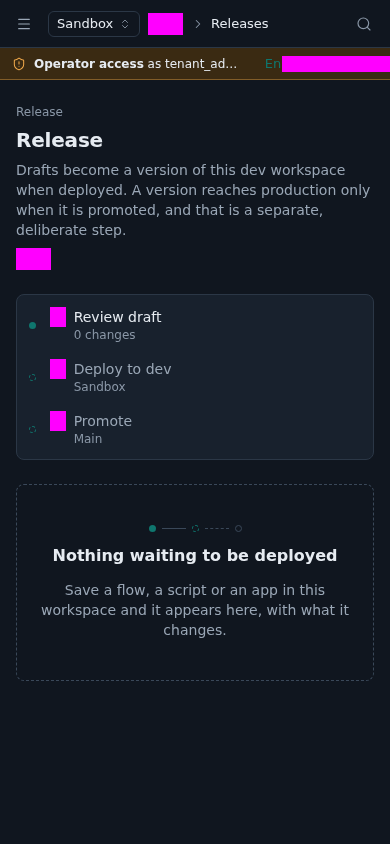 Sandbox
Releases
Operator access as tenant_ad… En
Release
Release
Drafts become a version of this dev workspace
when deployed. A version reaches production only
when it is promoted, and that is a separate,
deliberate step.
Review draft
0 changes
Deploy to dev
Sandbox
Promote
Main
Nothing waiting to be deployed
Save a flow, a script or an app in this
workspace and it appears here, with what it
changes.